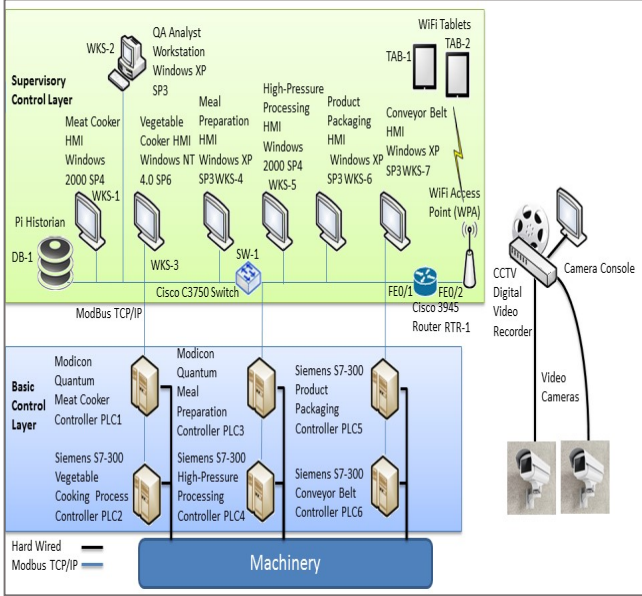 WKS-2
QA Analyst
Workstation
Windows XP
SP3
WiFi Tablets
TAB-1
TAB-2
Supervisory
Control Layer
Meat Cooker
HMI
Windows
2000 SP4
WKS-1
Vegetable
Cooker HMI
Windows NT
4.0 SP6
WKS-3
Meal
Preparation
HMI
Windows XP
SP3 WKS-4
High-Pressure
Processing
HMI
Windows
2000 SP4
WKS-5
Product
Packaging
HMI
Windows XP
SP3 WKS-6
Conveyor Belt
HMI
Windows XP
SP3 WKS-7
WiFi Access
Point (WPA)
Pi Historian
DB-1
SW-1
Cisco C3750 Switch
FE0/1
FE0/2
Cisco 3945
Router RTR-1
ModBus TCP/IP
CCTV
Digital
Video
Recorder
Camera Console
Video
Cameras
Basic
Control
Layer
Modicon
Quantum
Meat Cooker
Controller PLC1
Modicon
Quantum
Meal
Preparation
Controller PLC3
Siemens S7-300
Product
Packaging
Controller PLC5
Siemens S7-300
Vegetable
Cooking Process
Controller PLC2
Siemens S7-300
High-Pressure
Processing
Controller PLC4
Siemens S7-300
Conveyor Belt
Controller PLC6
Hard Wired
Modbus TCP/IP
Machinery